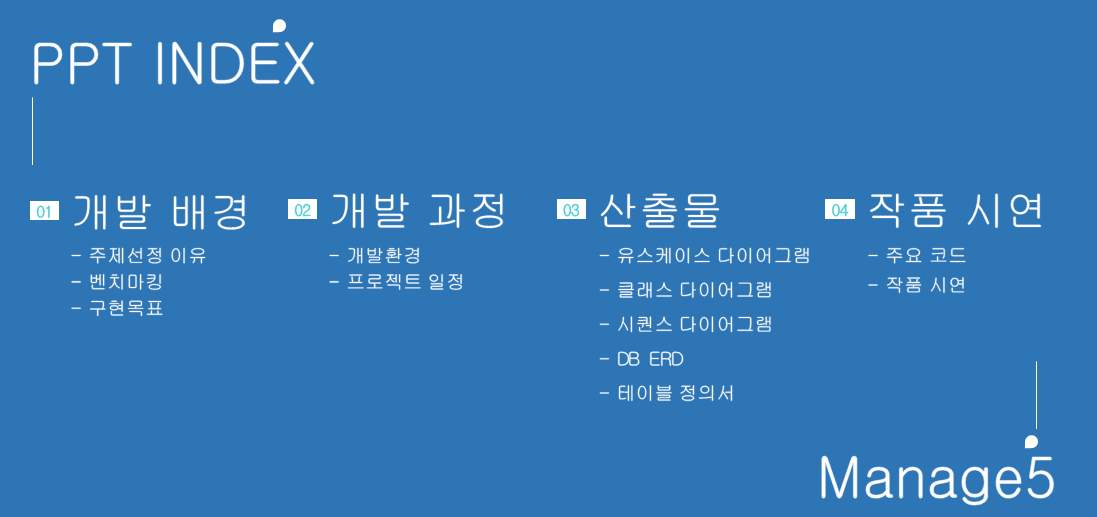 PPT INDEX
01 개발 배경
- 주제선정 이유
- 벤치마킹
- 구현목표
02 개발 과정
- 개발환경
- 프로젝트 일정
03 산출물
- 유스케이스 다이어그램
- 클래스 다이어그램
- 시퀀스 다이어그램
- DB ERD
- 테이블 정의서
04 작품 시연
- 주요 코드
- 작품 시연
Manage5